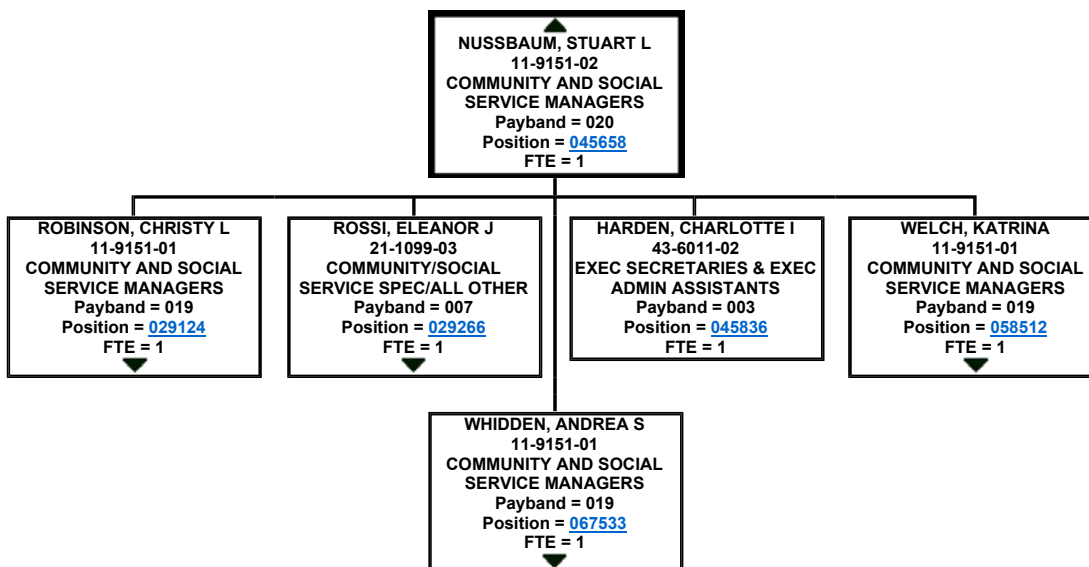 NUSSBAUM, STUART L
11-9151-02
COMMUNITY AND SOCIAL
SERVICE MANAGERS
Payband = 020
Position = 045658
FTE = 1
ROBINSON, CHRISTY L
11-9151-01
COMMUNITY AND SOCIAL
SERVICE MANAGERS
Payband = 019
Position = 029124
FTE = 1
ROSSI, ELEANOR J
21-1099-03
COMMUNITY/SOCIAL
SERVICE SPEC/ALL OTHER
Payband = 007
Position = 029266
FTE = 1
HARDEN, CHARLOTTE I
43-6011-02
EXEC SECRETARIES & EXEC
ADMIN ASSISTANTS
Payband = 003
Position = 045836
FTE = 1
WELCH, KATRINA
11-9151-01
COMMUNITY AND SOCIAL
SERVICE MANAGERS
Payband = 019
Position = 058512
FTE = 1
WHIDDEN, ANDREA S
11-9151-01
COMMUNITY AND SOCIAL
SERVICE MANAGERS
Payband = 019
Position = 067533
FTE = 1